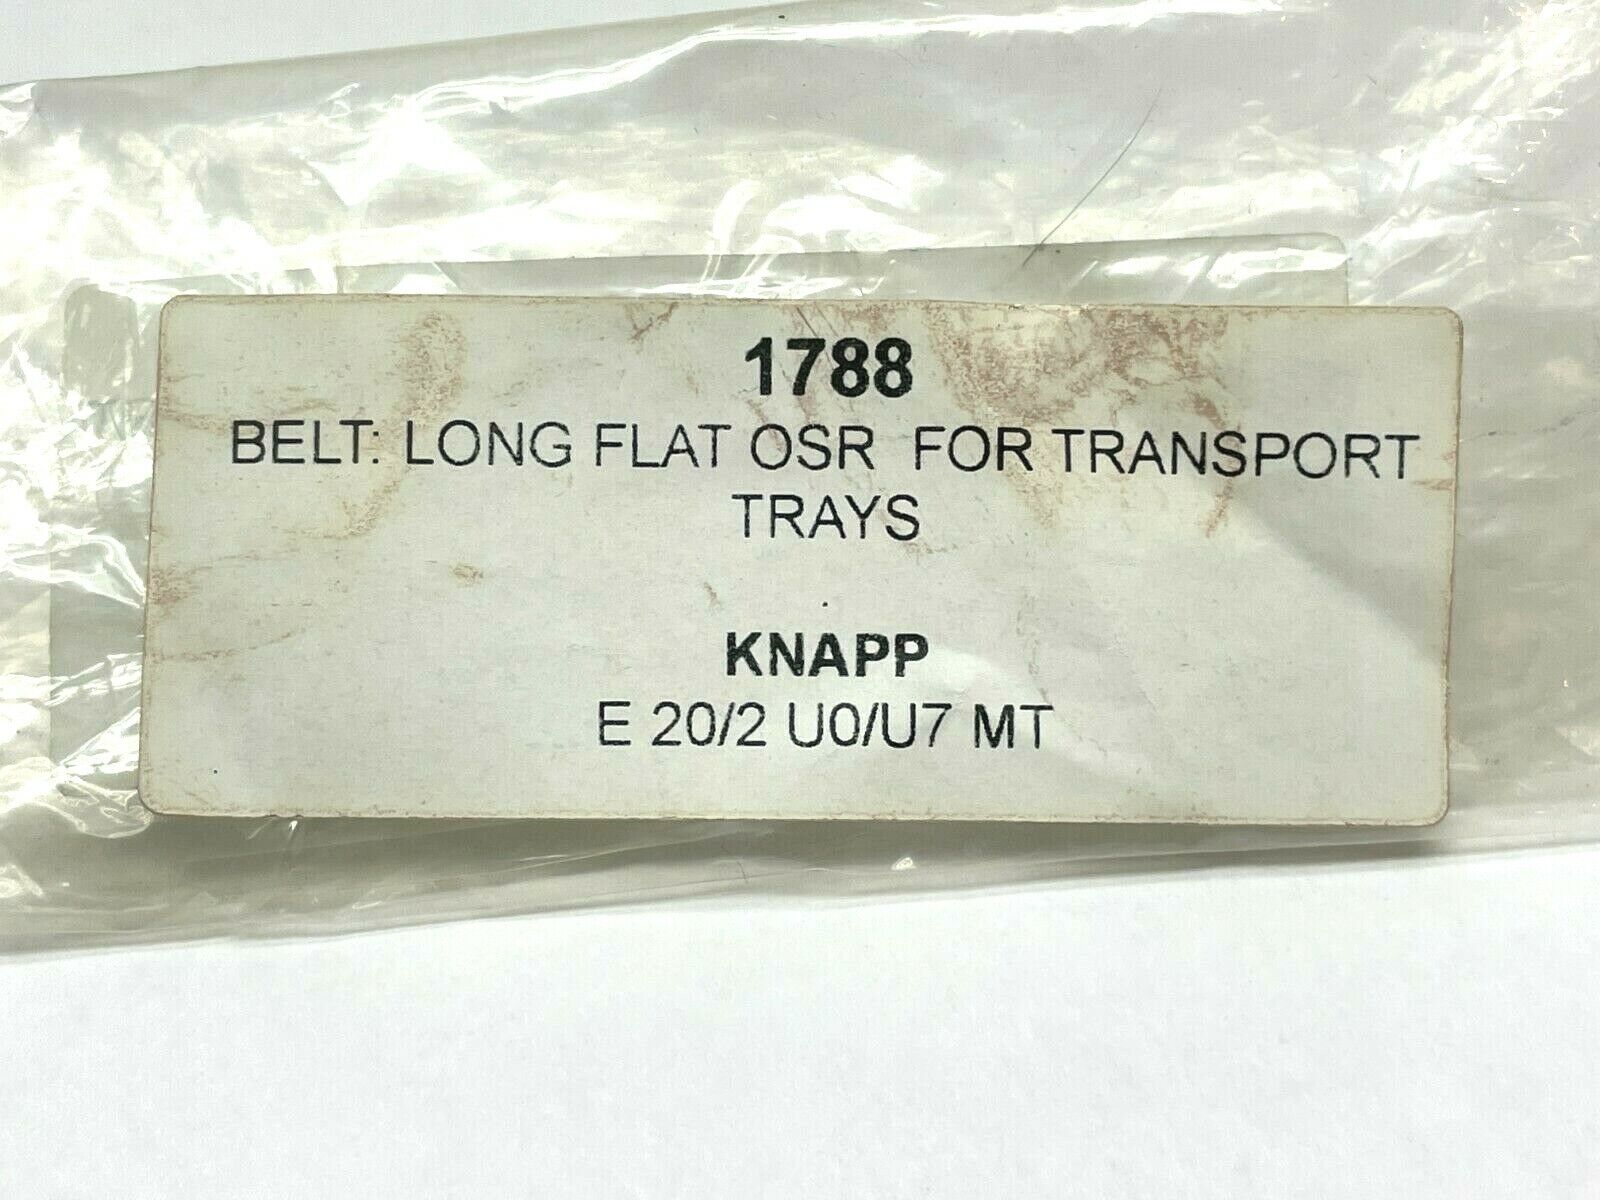 1788
BELT: LONG FLAT OSR FOR TRANSPORT
TRAYS
KNAPP
E 20/2 U0/U7 MT